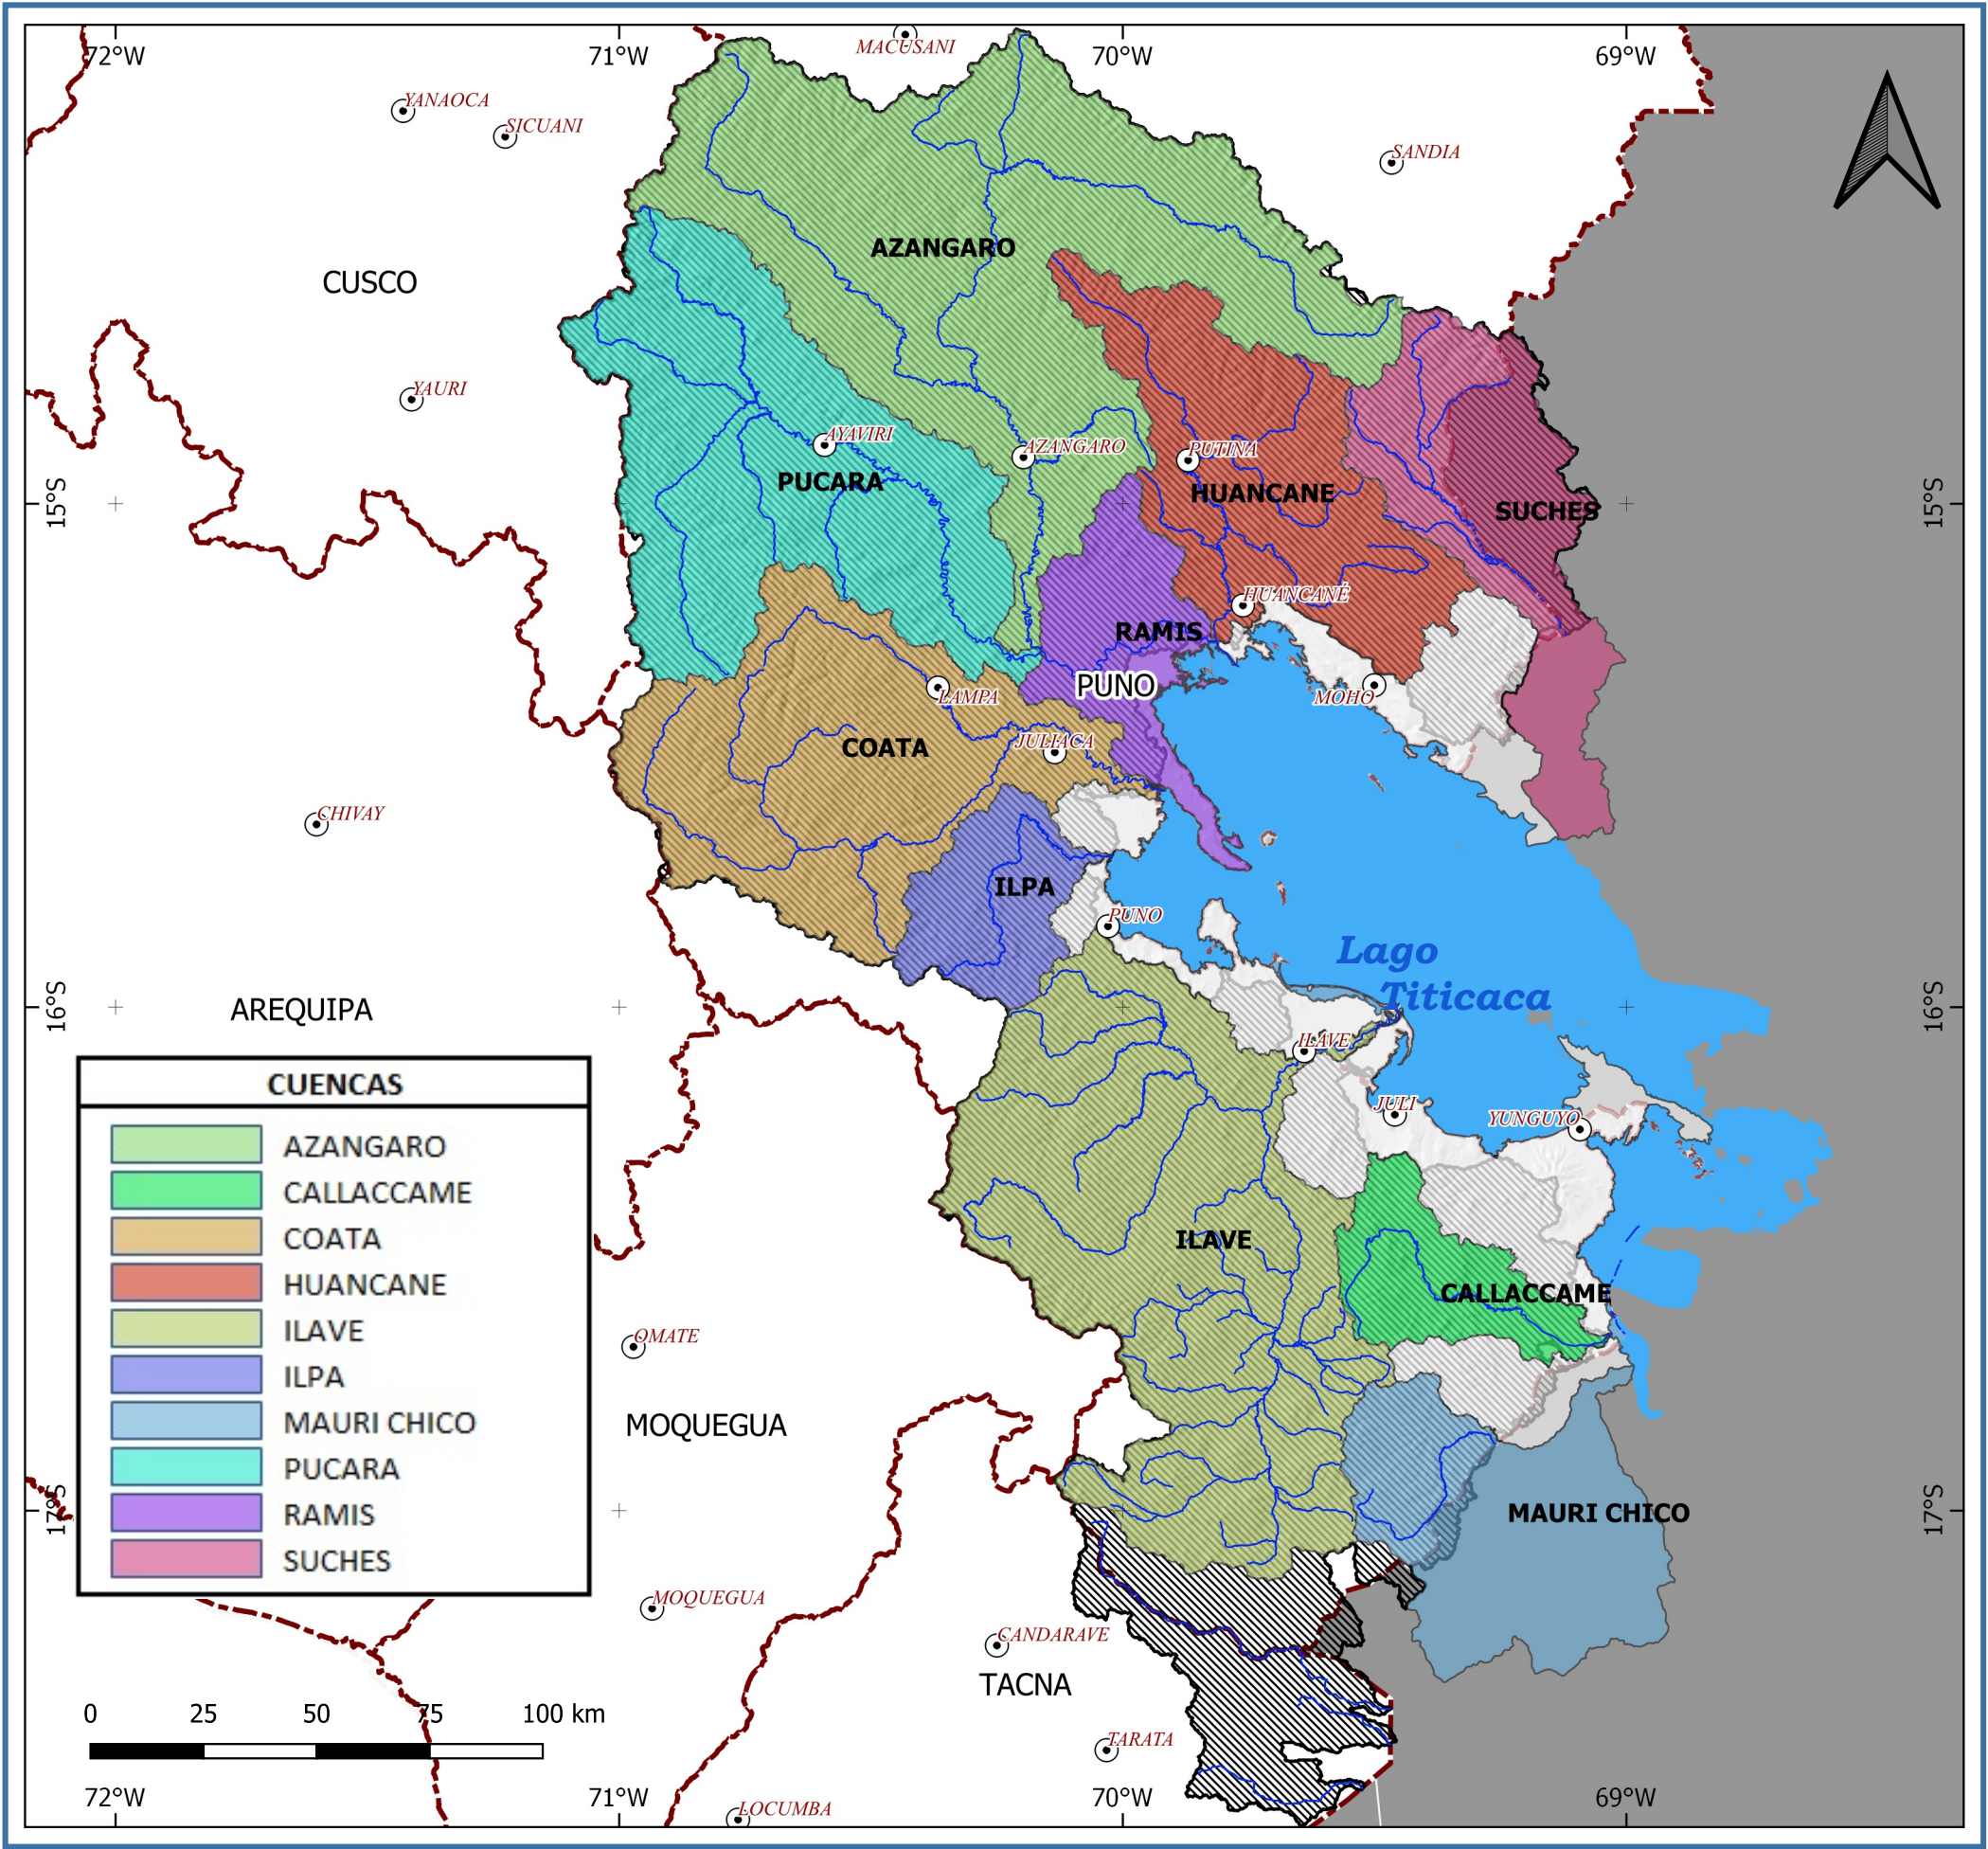 72°W
71°W
70°W
69°W
MACUSANI
YANAOCA
SICUANI
SANDIA
AZANGARO
CUSCO
YAURI
AYAVIRI
AZANGARO
PUTINA
PUCARA
HUANCANE
15°S
SUCHES
15°S
HUANCANÉ
RAMIS
PUNO
LAMPA
MOHO
COATA
JULIACA
CHIVAY
ILPA
PUNO
Lago
Titicaca
16°S
AREQUIPA
16°S
ILAVE
JULI
YUNGUYO
CUENCAS
AZANGARO
CALLACCAME
COATA
HUANCANE
ILAVE
ILPA
MAURI CHICO
PUCARA
RAMIS
SUCHES
ILAVE
CALLACCAME
OMATE
MOQUEGUA
17°S
MAURI CHICO
17°S
MOQUEGUA
CANDARAVE
TACNA
0 25 50 75 100 km
TARATA
LOCUMBA
72°W
71°W
70°W
69°W